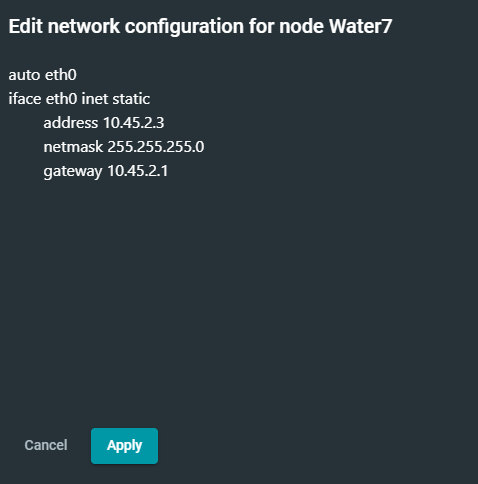 Edit network configuration for node Water7
auto eth0
iface eth0 inet static
address 10.45.2.3
netmask 255.255.255.0
gateway 10.45.2.1
Cancel
Apply